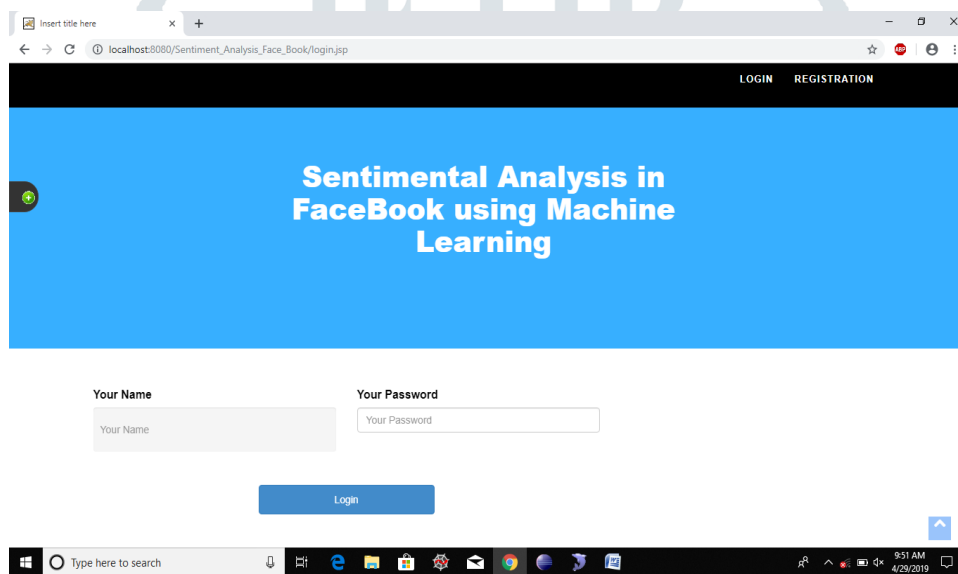 Insert title here
localhost:8080/Sentiment_Analysis_Face_Book/login.jsp
ABP
LOGIN REGISTRATION
Sentimental Analysis in
FaceBook using Machine
Learning
Your Name Your Password
Your Name Your Password
Login
Type here to search
9:51 AM
4/29/2019